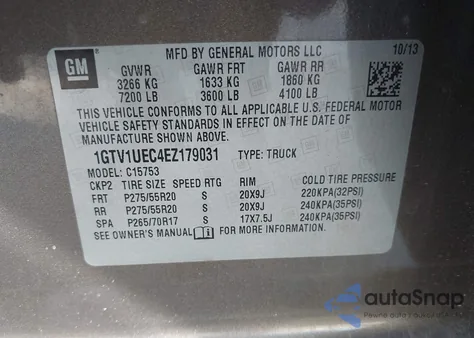 GM
MFD BY GENERAL MOTORS LLC 10/13
GVWR GAWR FRT GAWR RR
3266 KG 1633 KG 1860 KG
7200 LB 3600 LB 4100 LB
THIS VEHICLE CONFORMS TO ALL APPLICABLE U.S. FEDERAL MOTOR
VEHICLE SAFETY STANDARDS IN EFFECT ON THE DATE OF
MANUFACTURE SHOWN ABOVE.
1GTV1UEC4EZ179031 TYPE: TRUCK
MODEL: C15753
CKP2 TIRE SIZE SPEED RTG RIM COLD TIRE PRESSURE
FRT P275/55R20 S 20X9J 220KPA(32PSI)
RR P275/55R20 S 20X9J 240KPA(35PSI)
SPA P265/70R17 S 17X7.5J 240KPA(35PSI)
SEE OWNER'S MANUAL FOR MORE INFORMATION
autoSnap